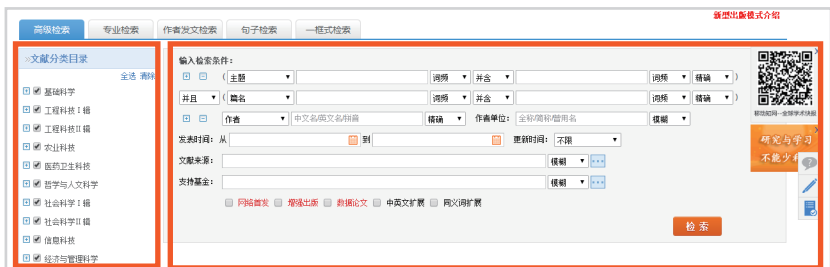 新型出版模式介绍
高级检索 专业检索 作者发文检索 句子检索 一框式检索
»文献分类目录
全选 清除
基础科学
工程科技Ⅰ辑
工程科技Ⅱ辑
农业科技
医药卫生科技
哲学与人文科学
社会科学Ⅰ辑
社会科学Ⅱ辑
信息科技
经济与管理科学
输入检索条件:
( 主题 词频 并含 词频 精确 )
并且 ( 篇名 词频 并含 词频 精确 )
作者 中文名/英文名/拼音 精确 作者单位: 全称/简称/曾用名 模糊
发表时间: 从 到 更新时间: 不限
文献来源: 模糊 ...
支持基金: 模糊 ...
网络首发 增强出版 数据论文 中英文扩展 同义词扩展
检索
移动知网—全球学术快报
研究与学习
不能少